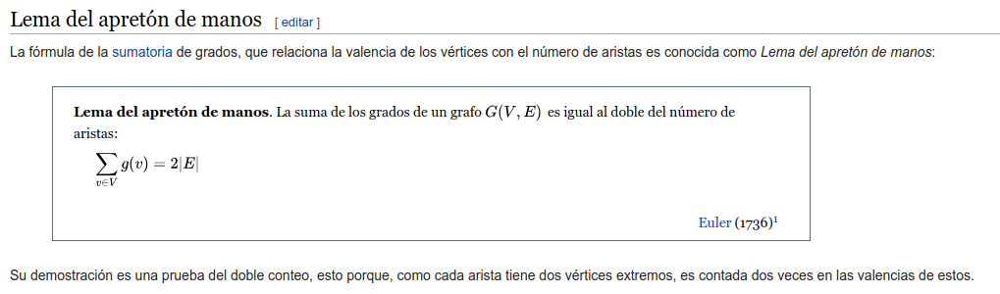 Lema del apretón de manos [ editar ]
La fórmula de la sumatoria de grados, que relaciona la valencia de los vértices con el número de aristas es conocida como Lema del apretón de manos:
Lema del apretón de manos. La suma de los grados de un grafo G(V, E) es igual al doble del número de
aristas:
∑ g(v) = 2|E|
v∈V
Euler (1736)¹
Su demostración es una prueba del doble conteo, esto porque, como cada arista tiene dos vértices extremos, es contada dos veces en las valencias de estos.